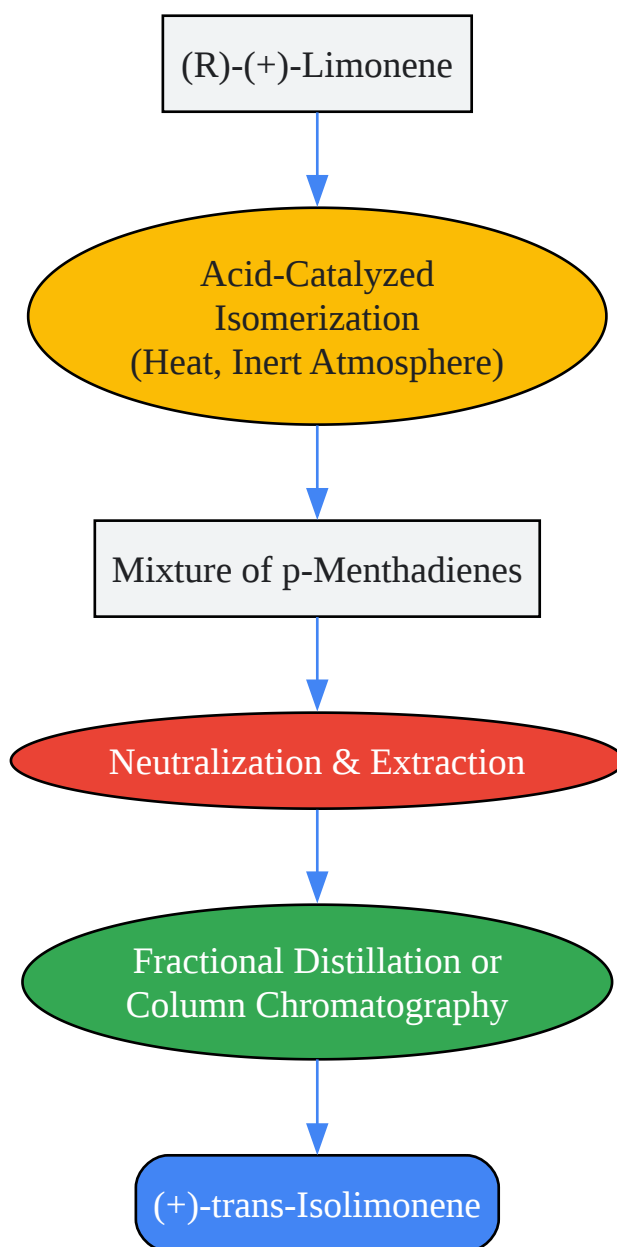 (R)-(+)-Limonene
Acid-Catalyzed
Isomerization
(Heat, Inert Atmosphere)
Mixture of p-Menthadienes
Neutralization & Extraction
Fractional Distillation or
Column Chromatography
(+)-trans-Isolimonene